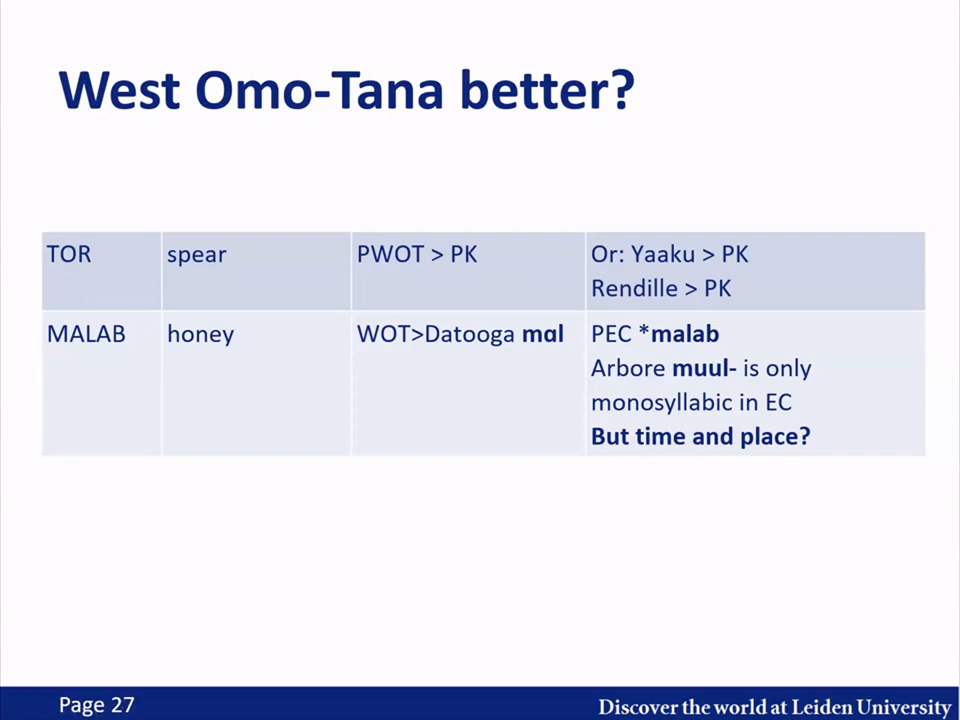 West Omo-Tana better?
TOR spear PWOT > PK Or: Yaaku > PK
Rendille > PK
MALAB honey WOT>Datooga mɑl PEC *malab
Arbore muul- is only
monosyllabic in EC
But time and place?
Page 27 Discover the world at Leiden University